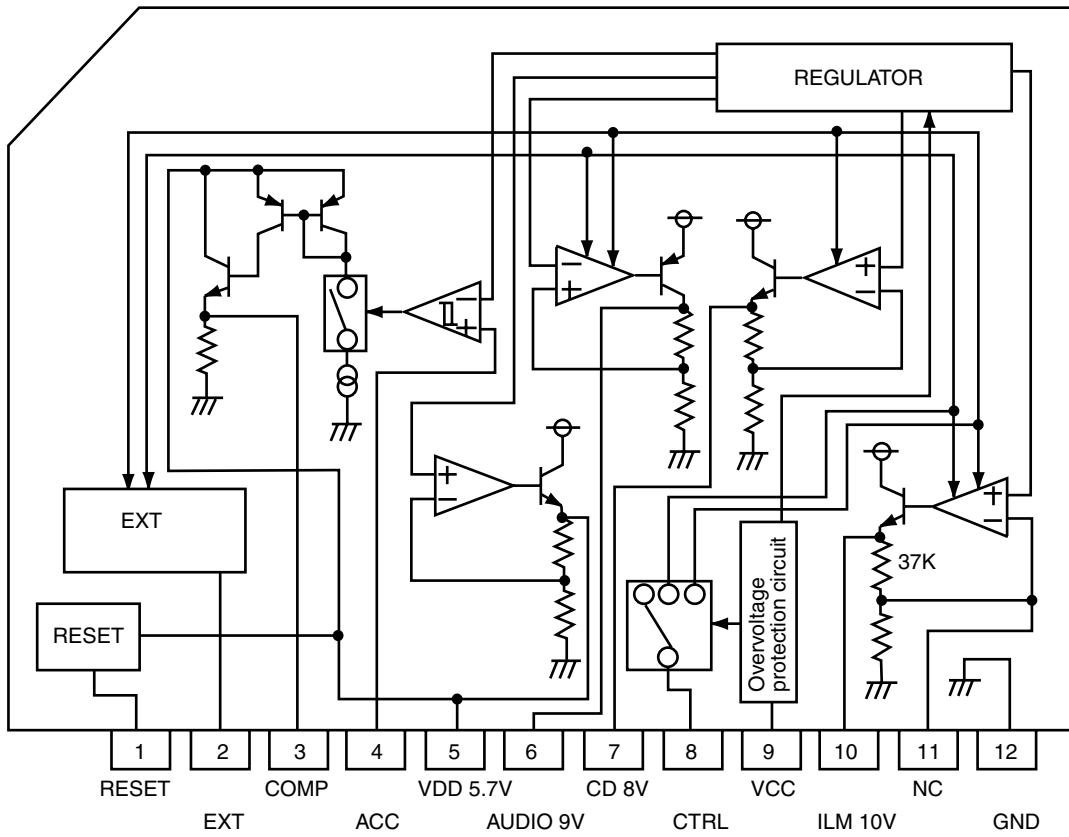 REGULATOR
−
+
+
−
−
+
+
−
+
−
EXT
37K
RESET
Overvoltage
protection circuit
1
2
3
4
5
6
7
8
9
10
11
12
RESET
COMP
VDD 5.7V
CD 8V
VCC
NC
EXT
ACC
AUDIO 9V
CTRL
ILM 10V
GND